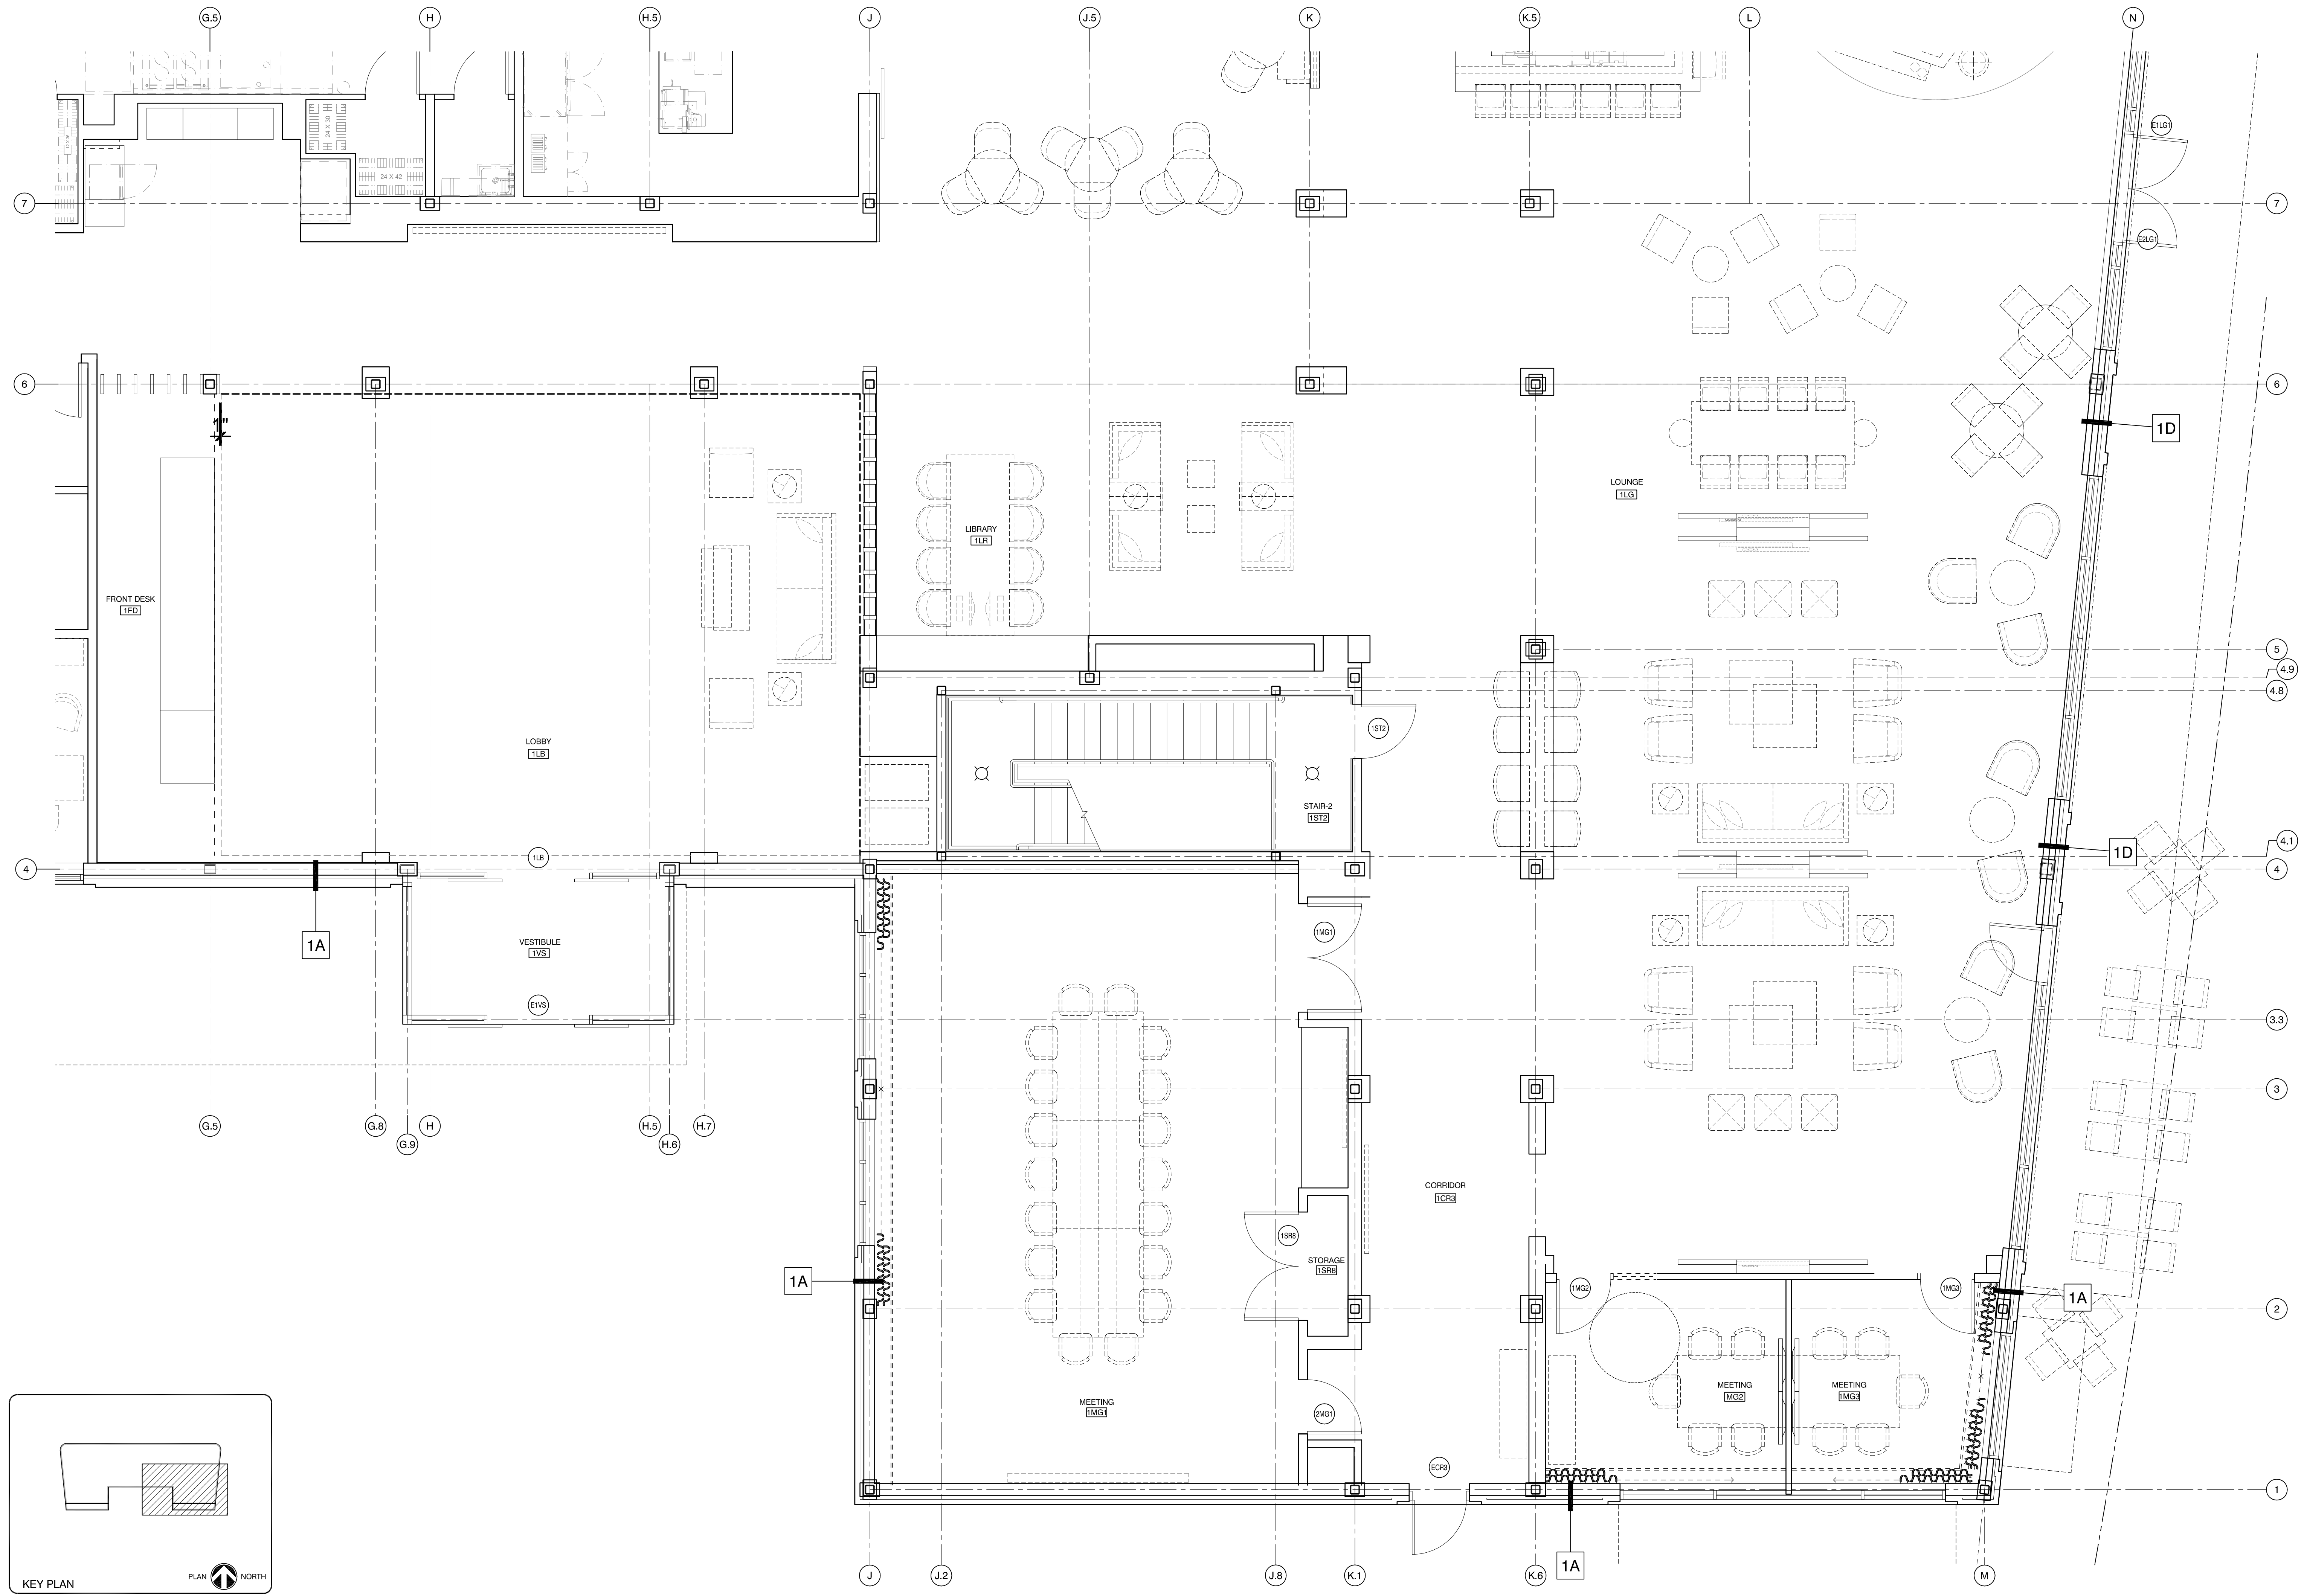 G.5
H
H.5
J
J.5
K
K.5
L
N
24 X 30
24 X 42
E1LG1
7
7
E2LG1
6
6
1"
1D
LOUNGE
1LG
LIBRARY
1LR
FRONT DESK
1FD
5
4.9
4.8
1ST2
LOBBY
1LB
STAIR-2
1ST2
4.1
1LB
1D
4
4
1MG1
1A
VESTIBULE
1VS
E1VS
3.3
3
G.5
G.8
H
H.5
H.7
G.9
H.6
CORRIDOR
1CR3
1SR8
STORAGE
1SR8
1A
1MG2
1MG3
1A
2
MEETING
MG2
MEETING
1MG3
MEETING
1MG1
2MG1
ECR3
1
1A
J
J.2
J.8
K.1
K.6
M
KEY PLAN
PLAN
NORTH